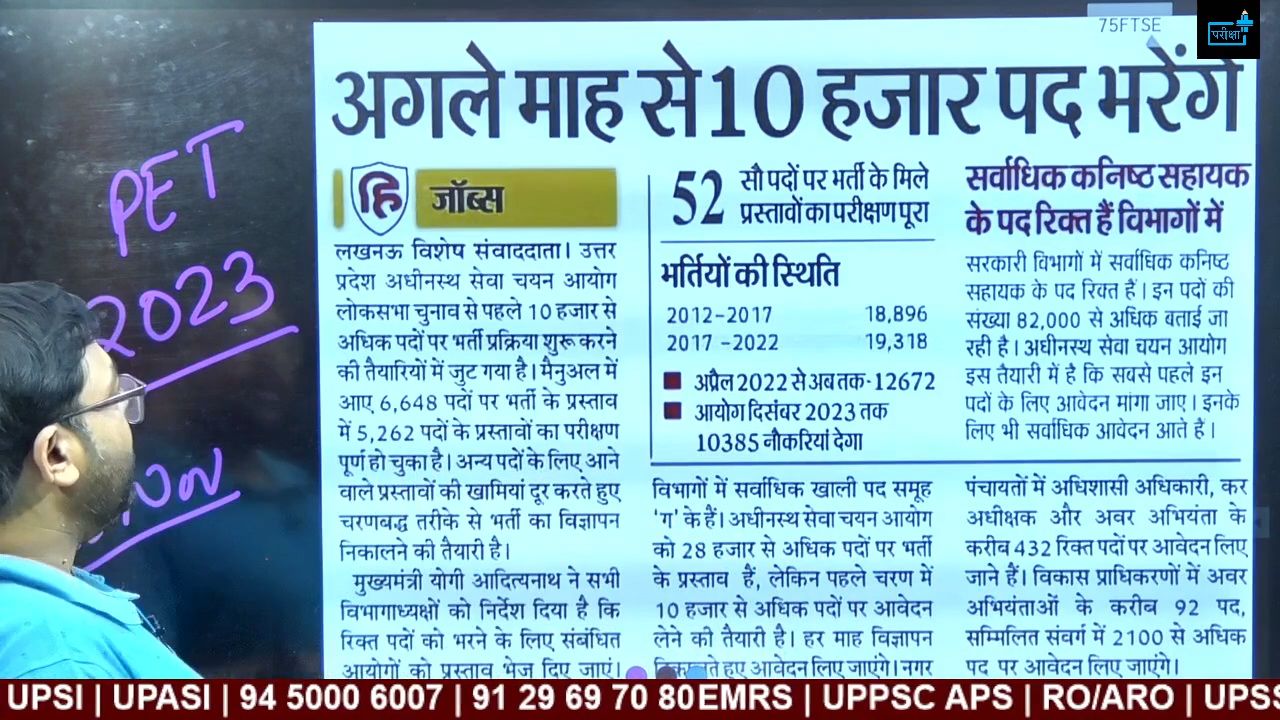 75FTSE
परीक्षा
अगले माह से 10 हजार पद भरेंगे
PET
2023
हि
जॉब्स
लखनऊ विशेष संवाददाता। उत्तर
प्रदेश अधीनस्थ सेवा चयन आयोग
लोकसभा चुनाव से पहले 10 हजार से
अधिक पदों पर भर्ती प्रक्रिया शुरू करने
की तैयारियों में जुट गया है। मैनुअल में
आए 6,648 पदों पर भर्ती के प्रस्ताव
में 5,262 पदों के प्रस्तावों का परीक्षण
पूर्ण हो चुका है। अन्य पदों के लिए आने
वाले प्रस्तावों की खामियां दूर करते हुए
चरणबद्ध तरीके से भर्ती का विज्ञापन
निकालने की तैयारी है।
मुख्यमंत्री योगी आदित्यनाथ ने सभी
विभागाध्यक्षों को निर्देश दिया है कि
रिक्त पदों को भरने के लिए संबंधित
आयोगों को प्रस्ताव भेज दिए जाएं।
52 सौ पदों पर भर्ती के मिले
प्रस्तावों का परीक्षण पूरा
भर्तियों की स्थिति
2012-2017 18,896
2017 -2022 19,318
अप्रैल 2022 से अब तक - 12672
आयोग दिसंबर 2023 तक
10385 नौकरियां देगा
विभागों में सर्वाधिक खाली पद समूह
'ग' के हैं। अधीनस्थ सेवा चयन आयोग
को 28 हजार से अधिक पदों पर भर्ती
के प्रस्ताव हैं, लेकिन पहले चरण में
10 हजार से अधिक पदों पर आवेदन
लेने की तैयारी है। हर माह विज्ञापन
हुए आवेदन लिए जाएंगे। नगर
सर्वाधिक कनिष्ठ सहायक
के पद रिक्त हैं विभागों में
सरकारी विभागों में सर्वाधिक कनिष्ठ
सहायक के पद रिक्त हैं। इन पदों की
संख्या 82,000 से अधिक बताई जा
रही है। अधीनस्थ सेवा चयन आयोग
इस तैयारी में है कि सबसे पहले इन
पदों के लिए आवेदन मांगा जाए। इनके
लिए भी सर्वाधिक आवेदन आते हैं।
पंचायतों में अधिशासी अधिकारी, कर
अधीक्षक और अवर अभियंता के
करीब 432 रिक्त पदों पर आवेदन लिए
जाने हैं। विकास प्राधिकरणों में अवर
अभियंताओं के करीब 92 पद,
सम्मिलित संवर्ग में 2100 से अधिक
पद पर आवेदन लिए जाएंगे।
UPSI | UPASI | 94 5000 6007 | 91 29 69 70 80EMRS | UPPSC APS | RO/ARO | UPSS